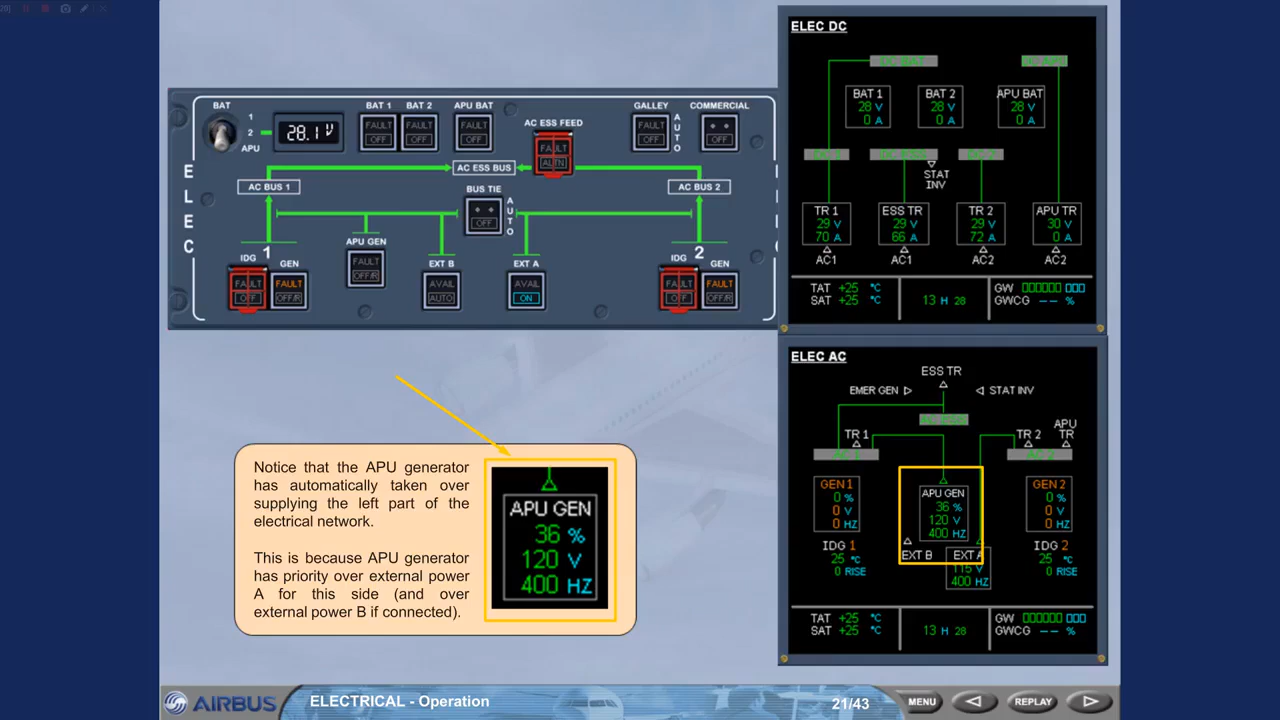 BAT
1
2
APU
28.1 V
BAT 1
FAULT
OFF
BAT 2
FAULT
OFF
APU BAT
FAULT
OFF
AC ESS FEED
FAULT
ALTN
GALLEY
FAULT
OFF
AUTO
COMMERCIAL
ELEC
AC ESS BUS
AC BUS 1
BUS TIE
OFF
AUTO
AC BUS 2
1
IDG
FAULT
OFF
GEN
FAULT
OFF/R
APU GEN
FAULT
OFF/R
EXT B
AVAIL
AUTO
EXT A
AVAIL
ON
2
IDG
FAULT
OFF
GEN
FAULT
OFF/R
ELEC DC
BAT 1
28 V
0 A
BAT 2
28 V
0 A
APU BAT
28 V
0 A
STAT
INV
TR 1
29 V
70 A
AC1
ESS TR
29 V
66 A
AC1
TR 2
29 V
72 A
AC2
APU TR
30 V
0 A
AC2
TAT +25 °C
SAT +25 °C
13 H 28
GW
GWCG -- %
ELEC AC
ESS TR
EMER GEN
STAT INV
TR 1
TR 2
APU
TR
AC 1
AC 2
GEN 1
0 %
0 V
0 HZ
IDG 1
25 °C
0 RISE
APU GEN
36 %
120 V
400 HZ
EXT B
EXT A
115 V
400 HZ
GEN 2
0 %
0 V
0 HZ
IDG 2
25 °C
0 RISE
TAT +25 °C
SAT +25 °C
13 H 28
GW
GWCG -- %
Notice that the APU generator
has automatically taken over
supplying the left part of the
electrical network.
This is because APU generator
has priority over external power
A for this side (and over
external power B if connected).
APU GEN
36 %
120 V
400 HZ
AIRBUS
ELECTRICAL - Operation
21/43
MENU
REPLAY